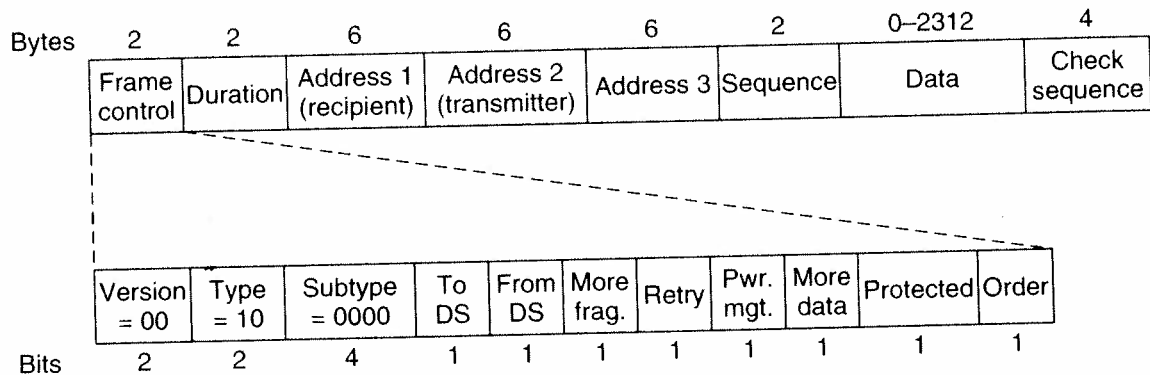 Bytes 2 2 6 6 6 2 0–2312 4
Frame control Duration Address 1 (recipient) Address 2 (transmitter) Address 3 Sequence Data Check sequence
Version = 00 Type = 10 Subtype = 0000 To DS From DS More frag. Retry Pwr. mgt. More data Protected Order
Bits 2 2 4 1 1 1 1 1 1 1 1